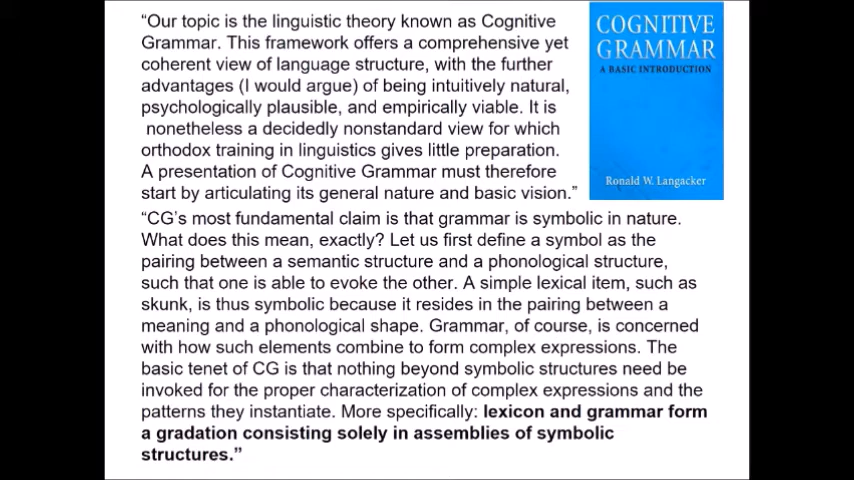 “Our topic is the linguistic theory known as Cognitive
Grammar. This framework offers a comprehensive yet
coherent view of language structure, with the further
advantages (I would argue) of being intuitively natural,
psychologically plausible, and empirically viable. It is
nonetheless a decidedly nonstandard view for which
orthodox training in linguistics gives little preparation.
A presentation of Cognitive Grammar must therefore
start by articulating its general nature and basic vision.”
COGNITIVE
GRAMMAR
A BASIC INTRODUCTION
Ronald W. Langacker
“CG’s most fundamental claim is that grammar is symbolic in nature.
What does this mean, exactly? Let us first define a symbol as the
pairing between a semantic structure and a phonological structure,
such that one is able to evoke the other. A simple lexical item, such as
skunk, is thus symbolic because it resides in the pairing between a
meaning and a phonological shape. Grammar, of course, is concerned
with how such elements combine to form complex expressions. The
basic tenet of CG is that nothing beyond symbolic structures need be
invoked for the proper characterization of complex expressions and the
patterns they instantiate. More specifically: lexicon and grammar form
a gradation consisting solely in assemblies of symbolic
structures.”